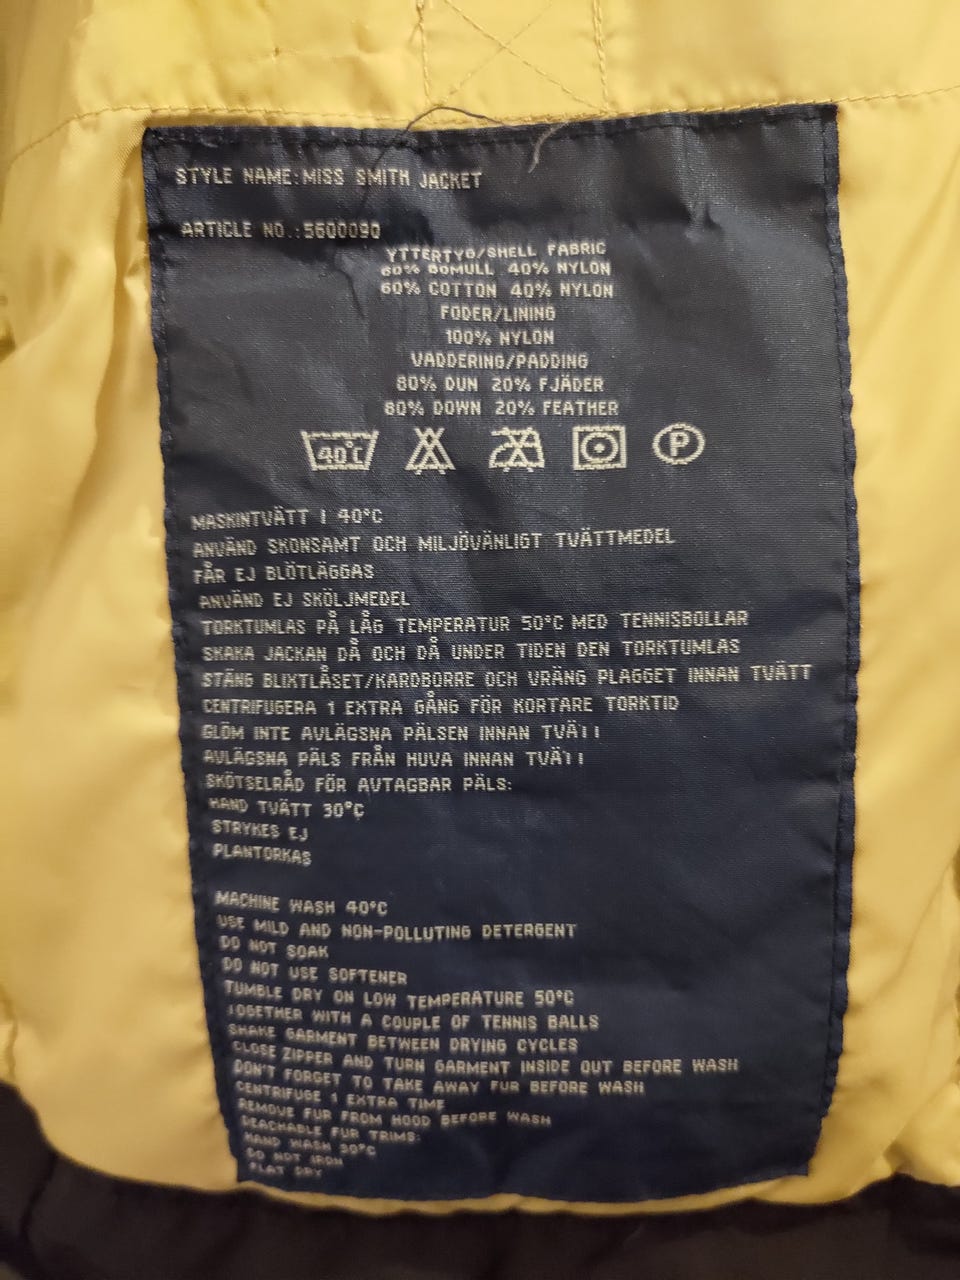 STYLE NAME:MISS SMITH JACKET
ARTICLE NO.:5600090
YTTERTYG/SHELL FABRIC
60% BOMULL 40% NYLON
60% COTTON 40% NYLON
FODER/LINING
100% NYLON
VADDERING/PADDING
80% DUN 20% FJÄDER
80% DOWN 20% FEATHER
40°C P
MASKINTVÄTT I 40°C
ANVÄND SKONSAMT OCH MILJÖVÄNLIGT TVÄTTMEDEL
FÅR EJ BLÖTLÄGGAS
ANVÄND EJ SKÖLJMEDEL
TORKTUMLAS PÅ LÅG TEMPERATUR 50°C MED TENNISBOLLAR
SKAKA JACKAN DÅ OCH DÅ UNDER TIDEN DEN TORKTUMLAS
STÄNG BLIXTLÅSET/KARDBORRE OCH VRÄNG PLAGGET INNAN TVÄTT
CENTRIFUGERA 1 EXTRA GÅNG FÖR KORTARE TORKTID
GLÖM INTE AVLÄGSNA PÄLSEN INNAN TVÄTT
AVLÄGSNA PÄLS FRÅN HUVA INNAN TVÄTT
SKÖTSELRÅD FÖR AVTAGBAR PÄLS:
HAND TVÄTT 30°C
STRYKES EJ
PLANTORKAS
MACHINE WASH 40°C
USE MILD AND NON-POLLUTING DETERGENT
DO NOT SOAK
DO NOT USE SOFTENER
TUMBLE DRY ON LOW TEMPERATURE 50°C
TOGETHER WITH A COUPLE OF TENNIS BALLS
SHAKE GARMENT BETWEEN DRYING CYCLES
CLOSE ZIPPER AND TURN GARMENT INSIDE OUT BEFORE WASH
DON'T FORGET TO TAKE AWAY FUR BEFORE WASH
CENTRIFUGE 1 EXTRA TIME
REMOVE FUR FROM HOOD BEFORE WASH
DEACHABLE FUR TRIMS:
HAND WASH 30°C
DO NOT IRON
FLAT DRY